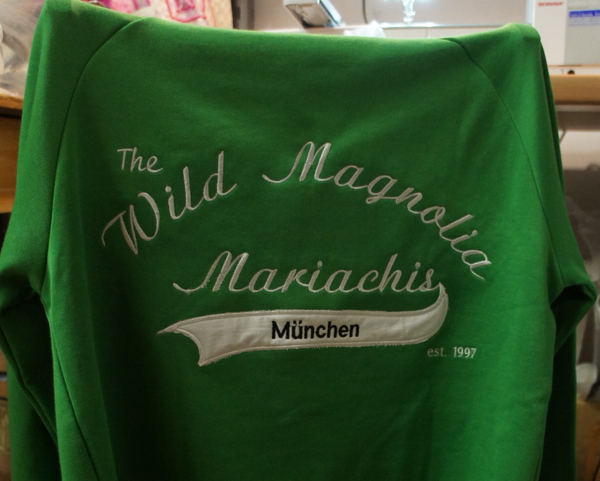 The
Wild Magnolia
Mariachis
München
est. 1997